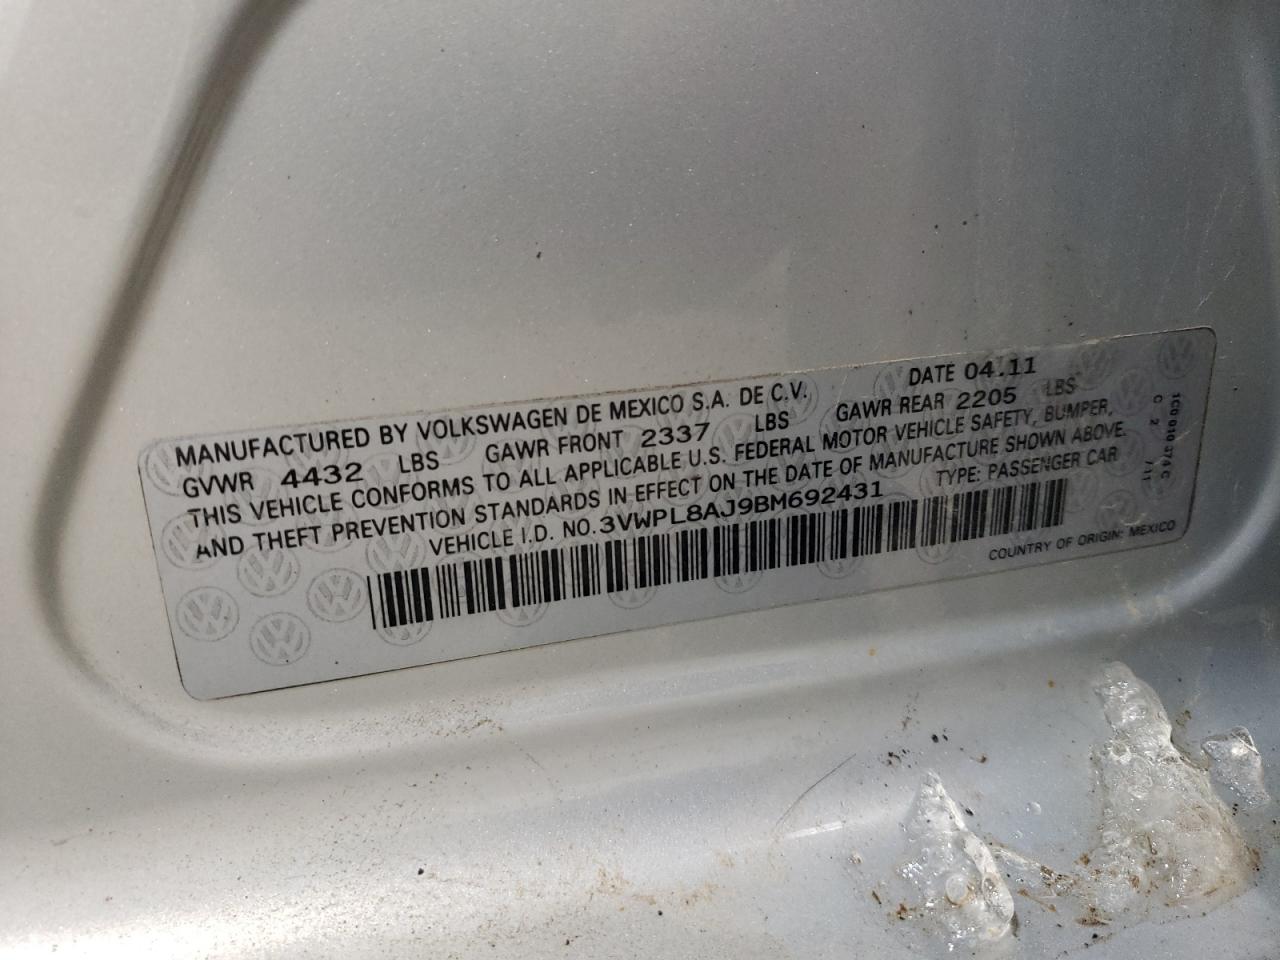 MANUFACTURED BY VOLKSWAGEN DE MEXICO S.A. DE C.V. DATE 04.11
GVWR 4432 LBS GAWR FRONT 2337 LBS GAWR REAR 2205 LBS
THIS VEHICLE CONFORMS TO ALL APPLICABLE U.S. FEDERAL MOTOR VEHICLE SAFETY, BUMPER,
AND THEFT PREVENTION STANDARDS IN EFFECT ON THE DATE OF MANUFACTURE SHOWN ABOVE.
VEHICLE I.D. NO.3VWPL8AJ9BM692431 TYPE: PASSENGER CAR
COUNTRY OF ORIGIN: MEXICO